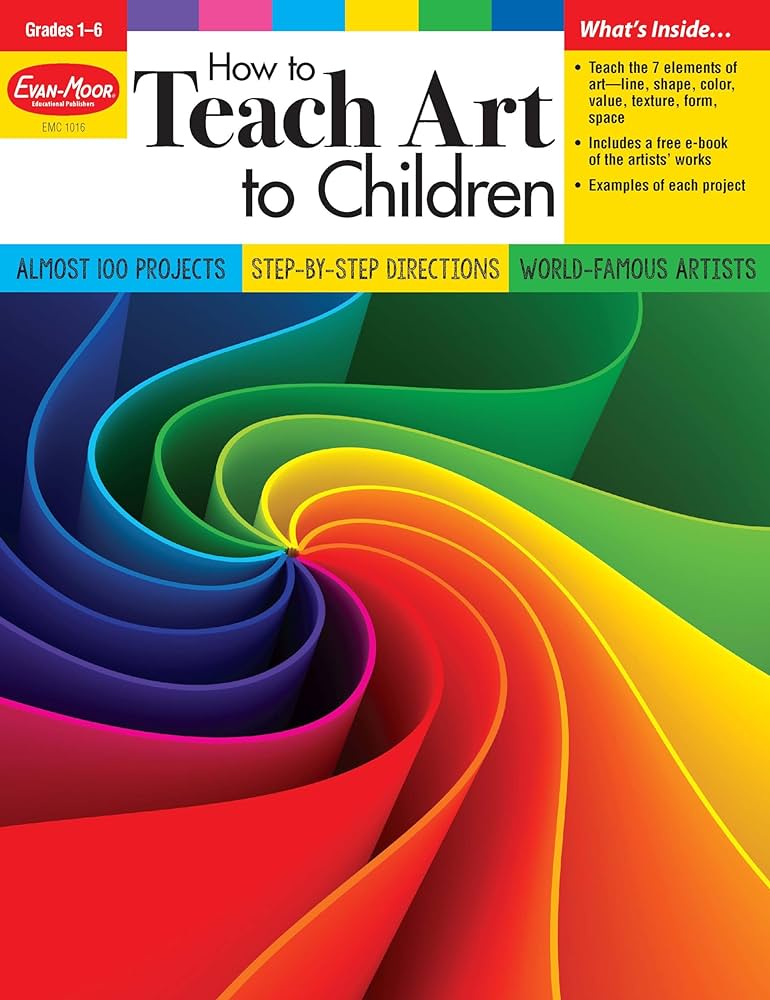 Grades 1–6
EVAN-MOOR®
Educational Publishers
EMC 1016
How to
Teach Art
to Children
What's Inside...
• Teach the 7 elements of
art—line, shape, color,
value, texture, form,
space
• Includes a free e-book
of the artists' works
• Examples of each project
ALMOST 100 PROJECTS
STEP-BY-STEP DIRECTIONS
WORLD-FAMOUS ARTISTS